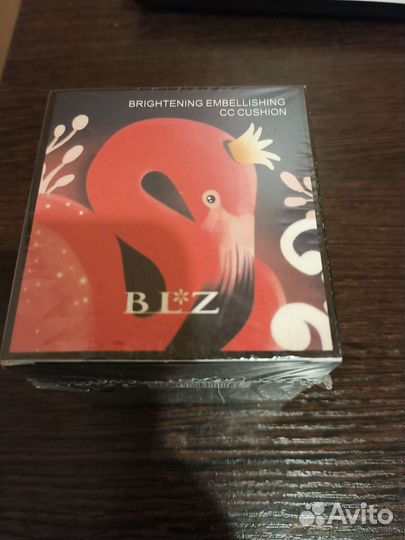 BRIGHTENING EMBELLISHING
CC CUSHION
BL*Z
Avito